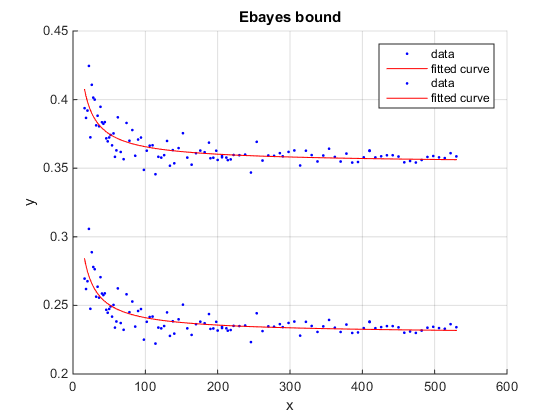 Ebayes bound
0.45
0.4
0.35
0.3
0.25
0.2
y
data
fitted curve
data
fitted curve
0 100 200 300 400 500 600
x